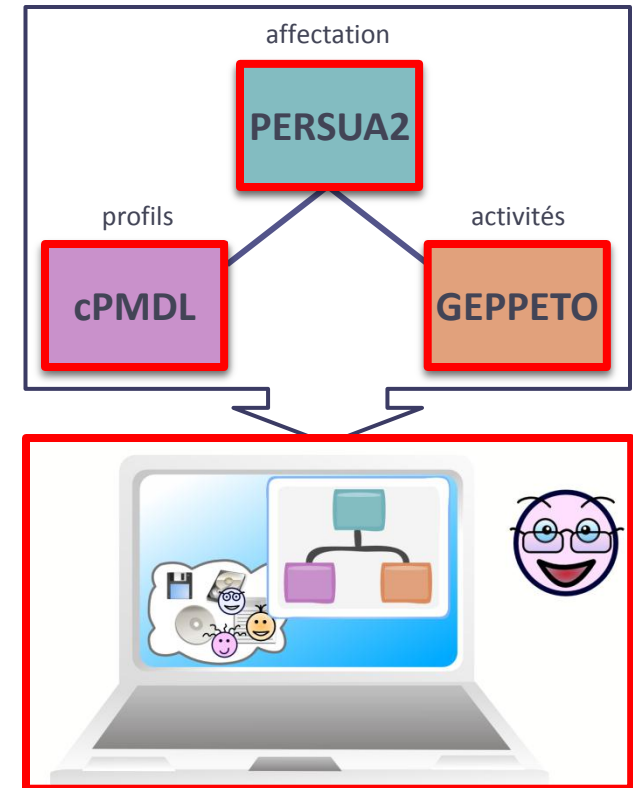 affectation
PERSUA2
profils
activités
cPMDL
GEPPETO